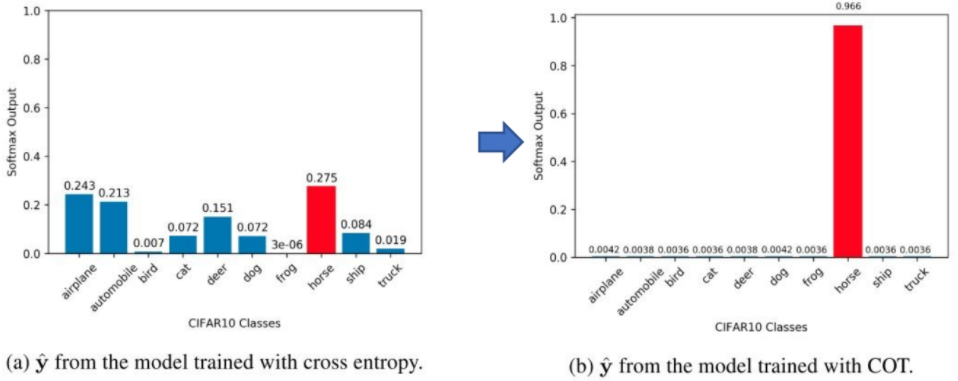 1.0
0.8
0.6
0.4
0.2
0.0
Softmax Output
0.243
0.213
0.007
0.072
0.151
0.072
3e-06
0.275
0.084
0.019
airplane
automobile
bird
cat
deer
dog
frog
horse
ship
truck
CIFAR10 Classes
(a) ŷ from the model trained with cross entropy.
1.0
0.8
0.6
0.4
0.2
0.0
Softmax Output
0.0042
0.0038
0.0036
0.0036
0.0038
0.0042
0.0036
0.966
0.0036
0.0036
airplane
automobile
bird
cat
deer
dog
frog
horse
ship
truck
CIFAR10 Classes
(b) ŷ from the model trained with COT.